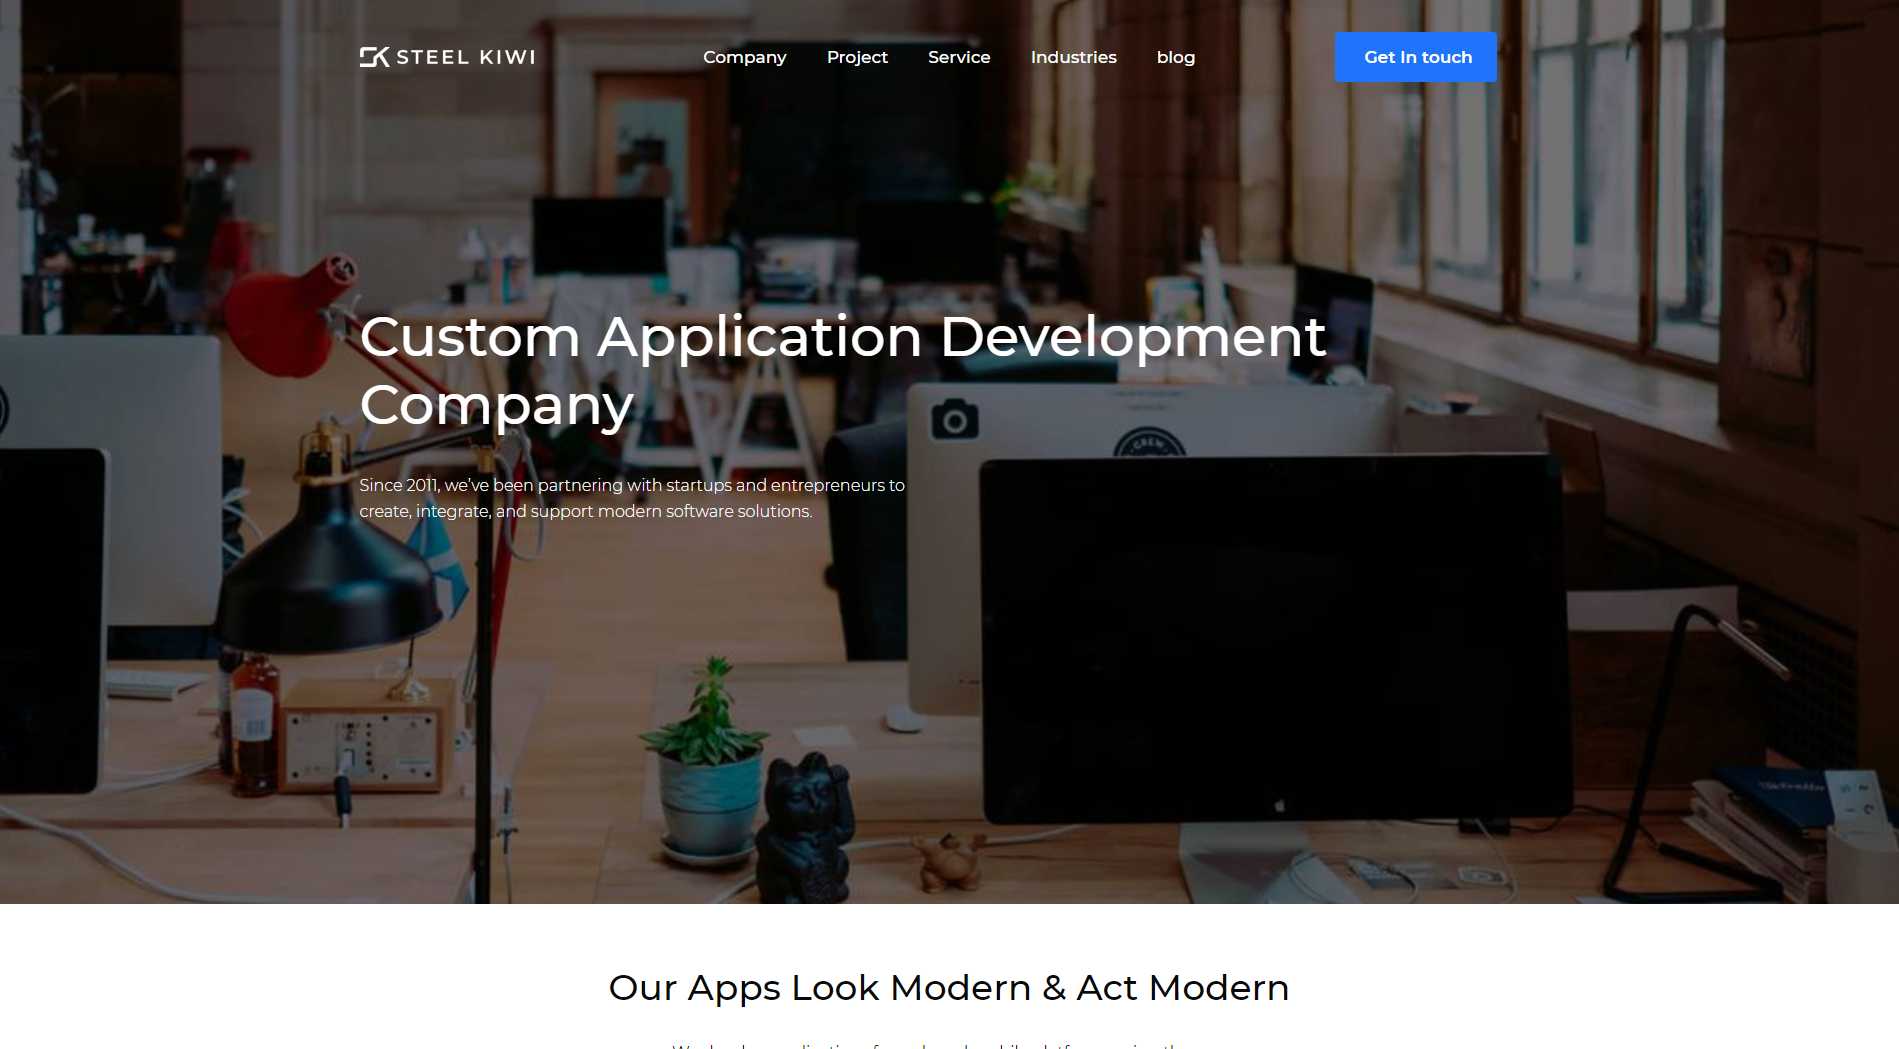 STEEL KIWI
Company
Project
Service
Industries
blog
Get In touch
Custom Application Development
Company
Since 2011, we've been partnering with startups and entrepreneurs to
create, integrate, and support modern software solutions.
CREW
Our Apps Look Modern & Act Modern